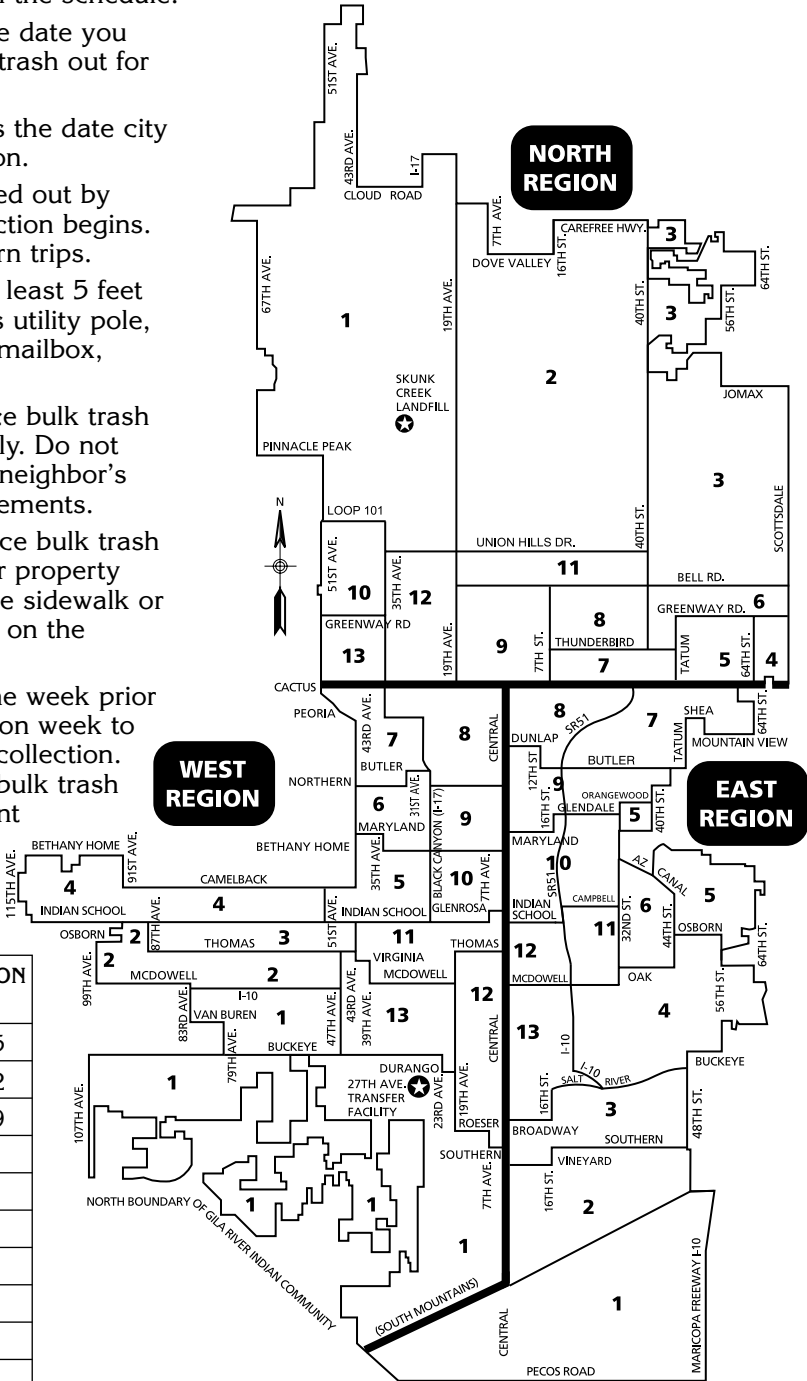 the schedule.
e date you
trash out for
s the date city
on.
ed out by
ction begins.
rn trips.
least 5 feet
s utility pole,
mailbox,
ce bulk trash
ly. Do not
neighbor's
ements.
ce bulk trash
r property
e sidewalk or
on the
ne week prior
on week to
collection.
bulk trash
nt
ON
5
2
9
51ST AVE.
43RD AVE.
I-17
CLOUD ROAD
NORTH
REGION
7TH AVE.
16TH ST.
CAREFREE HWY.
3
DOVE VALLEY
64TH ST.
56TH ST.
67TH AVE.
19TH AVE.
40TH ST.
3
1
2
SKUNK
CREEK
LANDFILL
JOMAX
PINNACLE PEAK
3
SCOTTSDALE
N
LOOP 101
UNION HILLS DR.
40TH ST.
51ST AVE.
35TH AVE.
11
BELL RD.
10
12
GREENWAY RD.
6
GREENWAY RD
8
13
19TH AVE.
9
7TH ST.
THUNDERBIRD
7
TATUM
5
64TH ST.
4
CACTUS
PEORIA
43RD AVE.
7
8
CENTRAL
8
DUNLAP
SR51
7
TATUM
SHEA
64TH ST.
MOUNTAIN VIEW
WEST
REGION
BUTLER
12TH ST
BUTLER
NORTHERN
31ST AVE.
9
ORANGEWOOD
EAST
REGION
6
16TH ST.
GLENDALE
5
40TH ST.
MARYLAND
BLACK CANYON (I-17)
9
MARYLAND
BETHANY HOME
91ST AVE.
BETHANY HOME
35TH AVE.
10
AZ
CANAL
115TH AVE.
4
CAMELBACK
5
10
7TH AVE.
SR51
5
INDIAN SCHOOL
4
INDIAN SCHOOL
GLENROSA
INDIAN
SCHOOL
CAMPBELL
32ND ST.
6
44TH ST.
OSBORN
2
87TH AVE.
THOMAS
3
51ST AVE.
11
VIRGINIA
THOMAS
11
OSBORN
64TH ST.
99TH AVE.
2
MCDOWELL
2
MCDOWELL
12
MCDOWELL
OAK
56TH ST.
83RD AVE.
I-10
VAN BUREN
1
47TH AVE.
43RD AVE.
39TH AVE.
13
12
CENTRAL
13
4
79TH AVE.
BUCKEYE
I-10
BUCKEYE
107TH AVE.
1
DURANGO
27TH AVE.
TRANSFER
FACILITY
23RD AVE.
19TH AVE.
16TH ST.
I-10
SALT
RIVER
48TH ST.
ROESER
BROADWAY
3
SOUTHERN
SOUTHERN
7TH AVE.
VINEYARD
NORTH BOUNDARY OF GILA RIVER INDIAN COMMUNITY
1
1
16TH ST.
2
1
(SOUTH MOUNTAINS)
CENTRAL
1
MARICOPA FREEWAY I-10
PECOS ROAD